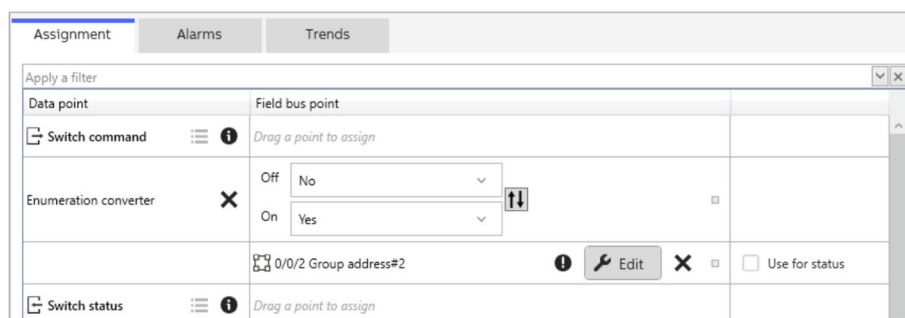 Assignment Alarms Trends
Apply a filter
Data point Field bus point
Switch command Drag a point to assign
Off No
Enumeration converter
On Yes
0/0/2 Group address#2 Edit Use for status
Switch status Drag a point to assign